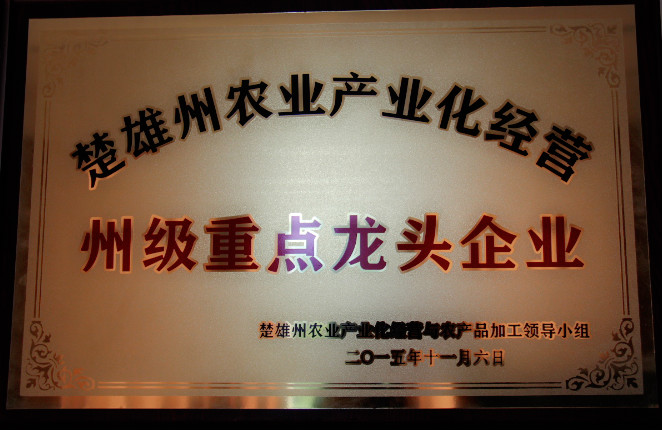 楚雄州农业产业化经营
州级重点龙头企业
楚雄州农业产业化经营与农产品加工领导小组
二〇一五年十一月六日